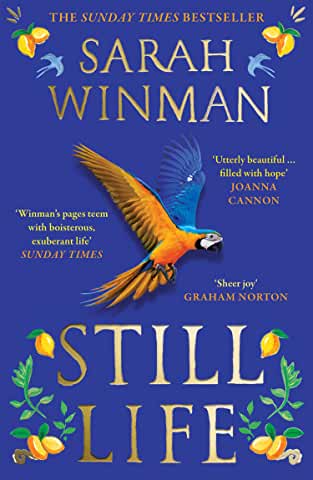 THE SUNDAY TIMES BESTSELLER
SARAH
WINMAN
‘Utterly beautiful ...
filled with hope’
JOANNA
CANNON
‘Winman’s pages teem
with boisterous,
exuberant life’
SUNDAY TIMES
‘Sheer joy’
GRAHAM NORTON
STILL
LIFE